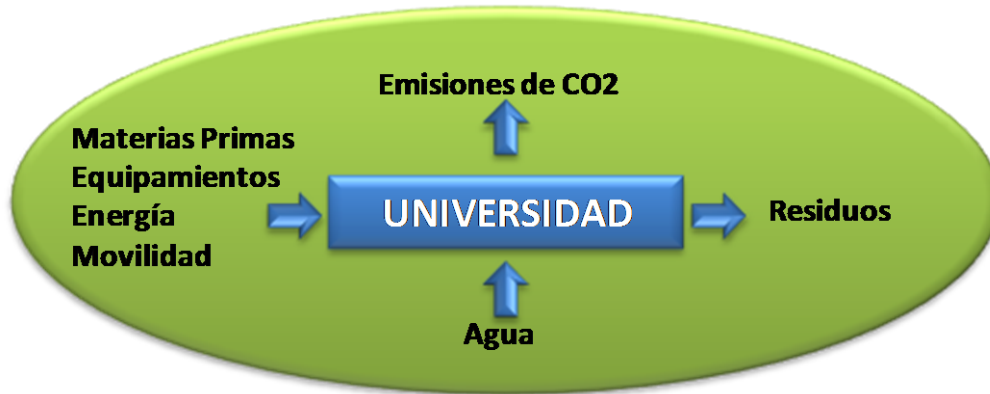 Emisiones de CO2
Materias Primas
Equipamientos
Energía
Movilidad
UNIVERSIDAD
Residuos
Agua